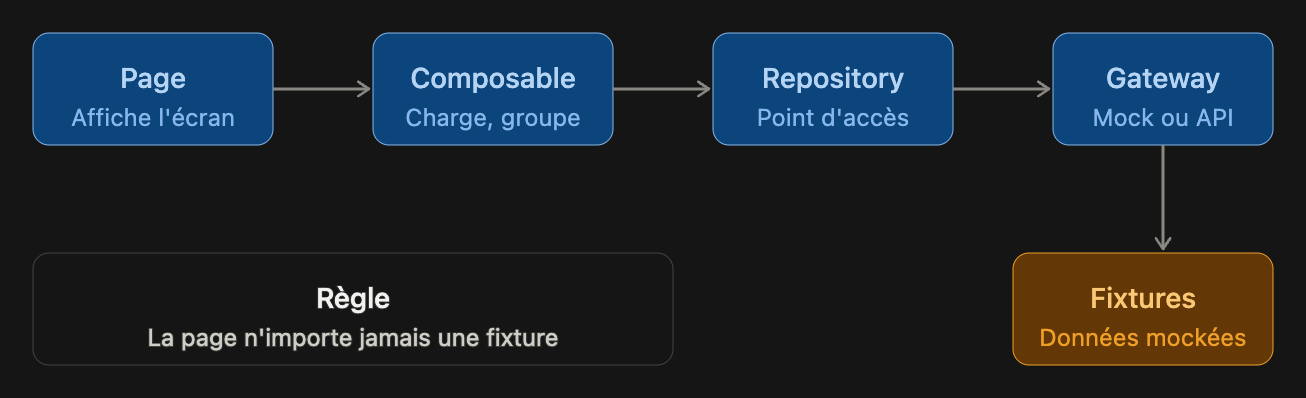 Page
Affiche l'écran
Composable
Charge, groupe
Repository
Point d'accès
Gateway
Mock ou API
Règle
La page n'importe jamais une fixture
Fixtures
Données mockées